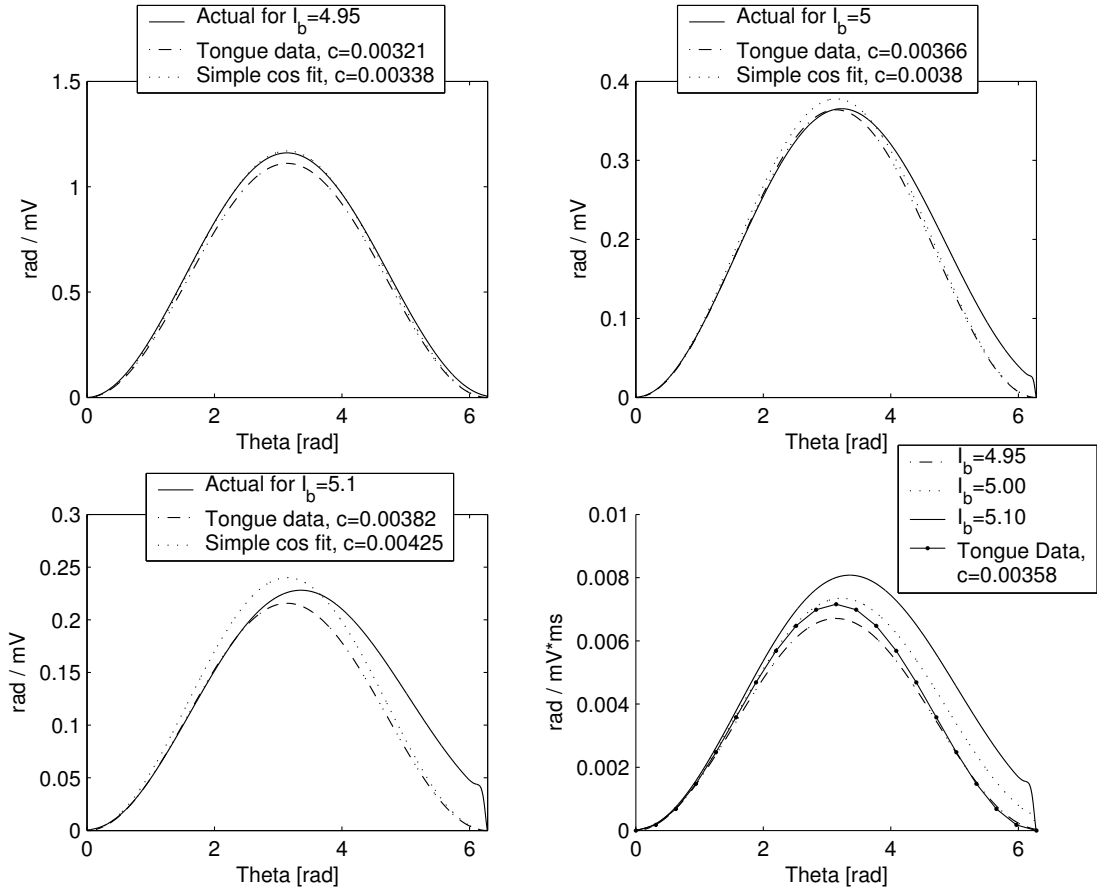 Actual for I_b=4.95
Tongue data, c=0.00321
Simple cos fit, c=0.00338
1.5
1
0.5
0
rad / mV
0 2 4 6
Theta [rad]
Actual for I_b=5
Tongue data, c=0.00366
Simple cos fit, c=0.0038
0.4
0.3
0.2
0.1
0
rad / mV
0 2 4 6
Theta [rad]
Actual for I_b=5.1
Tongue data, c=0.00382
Simple cos fit, c=0.00425
0.3
0.25
0.2
0.15
0.1
0.05
0
rad / mV
0 2 4 6
Theta [rad]
I_b=4.95
I_b=5.00
I_b=5.10
Tongue Data,
c=0.00358
0.01
0.008
0.006
0.004
0.002
0
rad / mV*ms
0 2 4 6
Theta [rad]